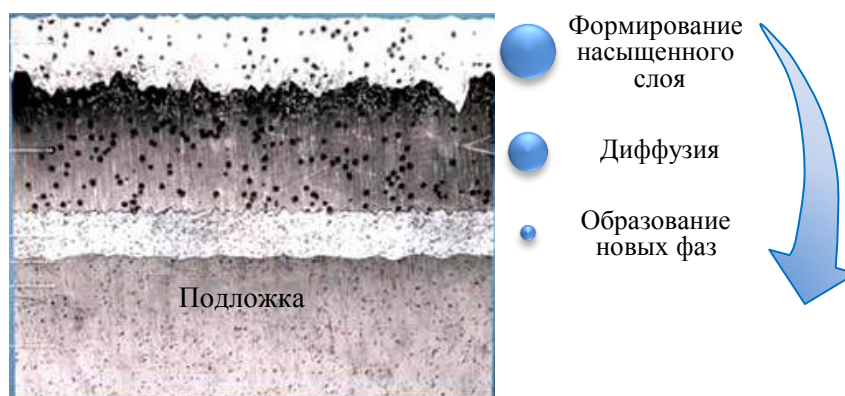 Формирование
насыщенного
слоя
Диффузия
Образование
новых фаз
Подложка